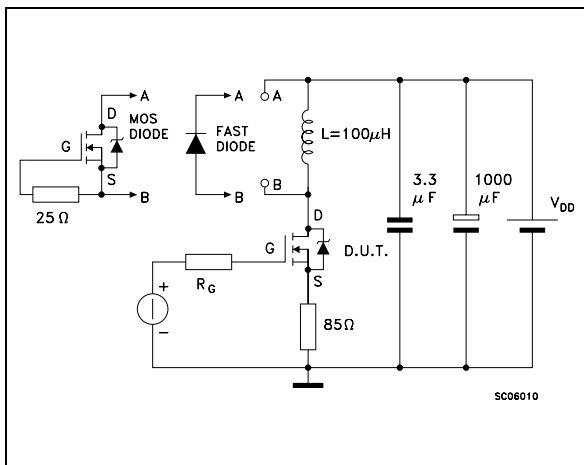 A
D
MOS
DIODE
G
S
B
25 Ω
A
FAST
DIODE
B
A
L=100μH
B
D
G
D.U.T.
S
RG
+
−
85Ω
3.3
μF
1000
μF
VDD
SC06010